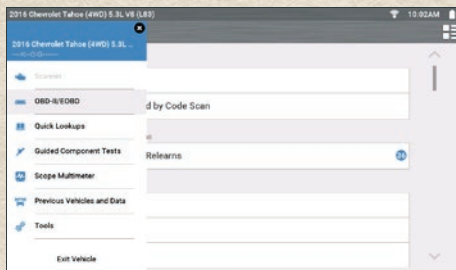 2016 Chevrolet Tahoe (4WD) 5.3L V8 (L83)
10:02AM
2016 Chevrolet Tahoe (4WD) 5.3L ...
Scanner
OBD-II/EOBD
d by Code Scan
Quick Lookups
Guided Component Tests
Relearns
36
Scope Multimeter
Previous Vehicles and Data
Tools
Exit Vehicle